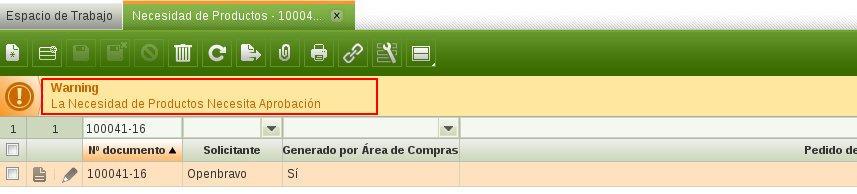 Espacio de Trabajo
Necesidad de Productos - 10004...
Warning
La Necesidad de Productos Necesita Aprobación
1 1 100041-16
Nº documento Solicitante Generado por Área de Compras Pedido de
100041-16 Openbravo Sí